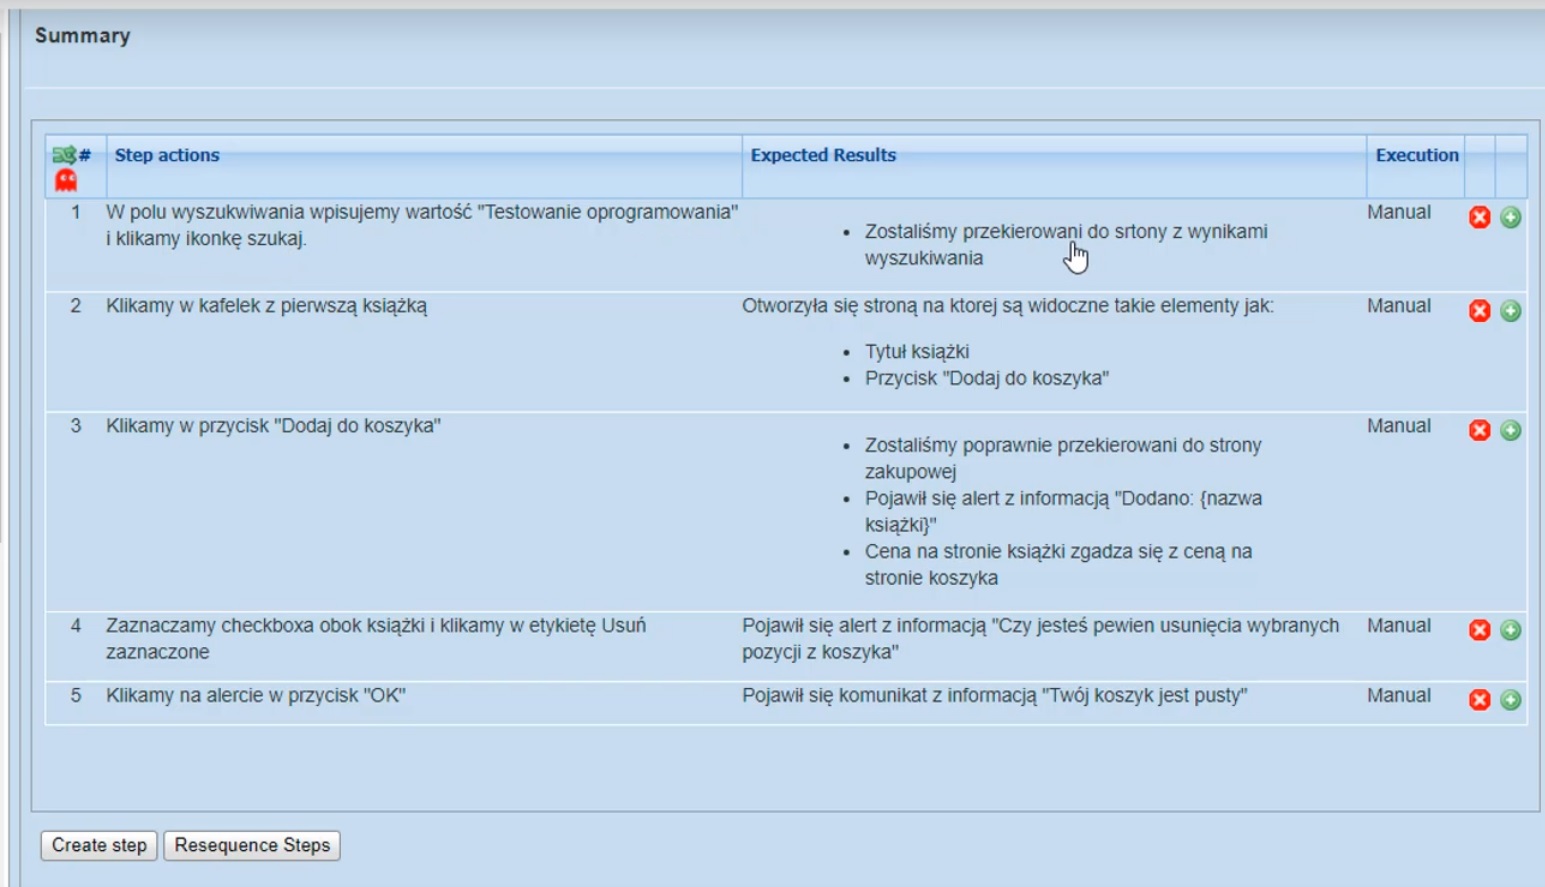 Summary
# Step actions Expected Results Execution
1 W polu wyszukwiwania wpisujemy wartość "Testowanie oprogramowania"
i klikamy ikonkę szukaj.
• Zostaliśmy przekierowani do srtony z wynikami
wyszukiwania
Manual
2 Klikamy w kafelek z pierwszą książką
Otworzyła się stroną na ktorej są widoczne takie elementy jak:
• Tytuł książki
• Przycisk "Dodaj do koszyka"
Manual
3 Klikamy w przycisk "Dodaj do koszyka"
• Zostaliśmy poprawnie przekierowani do strony
zakupowej
• Pojawił się alert z informacją "Dodano: {nazwa
książki}"
• Cena na stronie książki zgadza się z ceną na
stronie koszyka
Manual
4 Zaznaczamy checkboxa obok książki i klikamy w etykietę Usuń
zaznaczone
Pojawił się alert z informacją "Czy jesteś pewien usunięcia wybranych
pozycji z koszyka"
Manual
5 Klikamy na alercie w przycisk "OK"
Pojawił się komunikat z informacją "Twój koszyk jest pusty"
Manual
Create step Resequence Steps